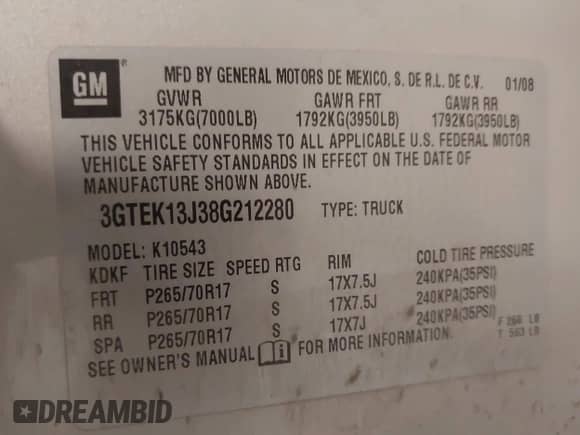 GM
MFD BY GENERAL MOTORS DE MEXICO, S. DE R.L. DE C.V. 01/08
GVWR GAWR FRT GAWR RR
3175KG(7000LB) 1792KG(3950LB) 1792KG(3950LB)
THIS VEHICLE CONFORMS TO ALL APPLICABLE U.S. FEDERAL MOTOR
VEHICLE SAFETY STANDARDS IN EFFECT ON THE DATE OF
MANUFACTURE SHOWN ABOVE.
3GTEK13J38G212280 TYPE: TRUCK
MODEL: K10543
KDKF TIRE SIZE SPEED RTG RIM COLD TIRE PRESSURE
FRT P265/70R17 S 17X7.5J 240KPA(35PSI)
RR P265/70R17 S 17X7.5J 240KPA(35PSI)
SPA P265/70R17 S 17X7J 240KPA(35PSI)
F 266 LB
T 563 LB
SEE OWNER'S MANUAL FOR MORE INFORMATION.
DREAMBID